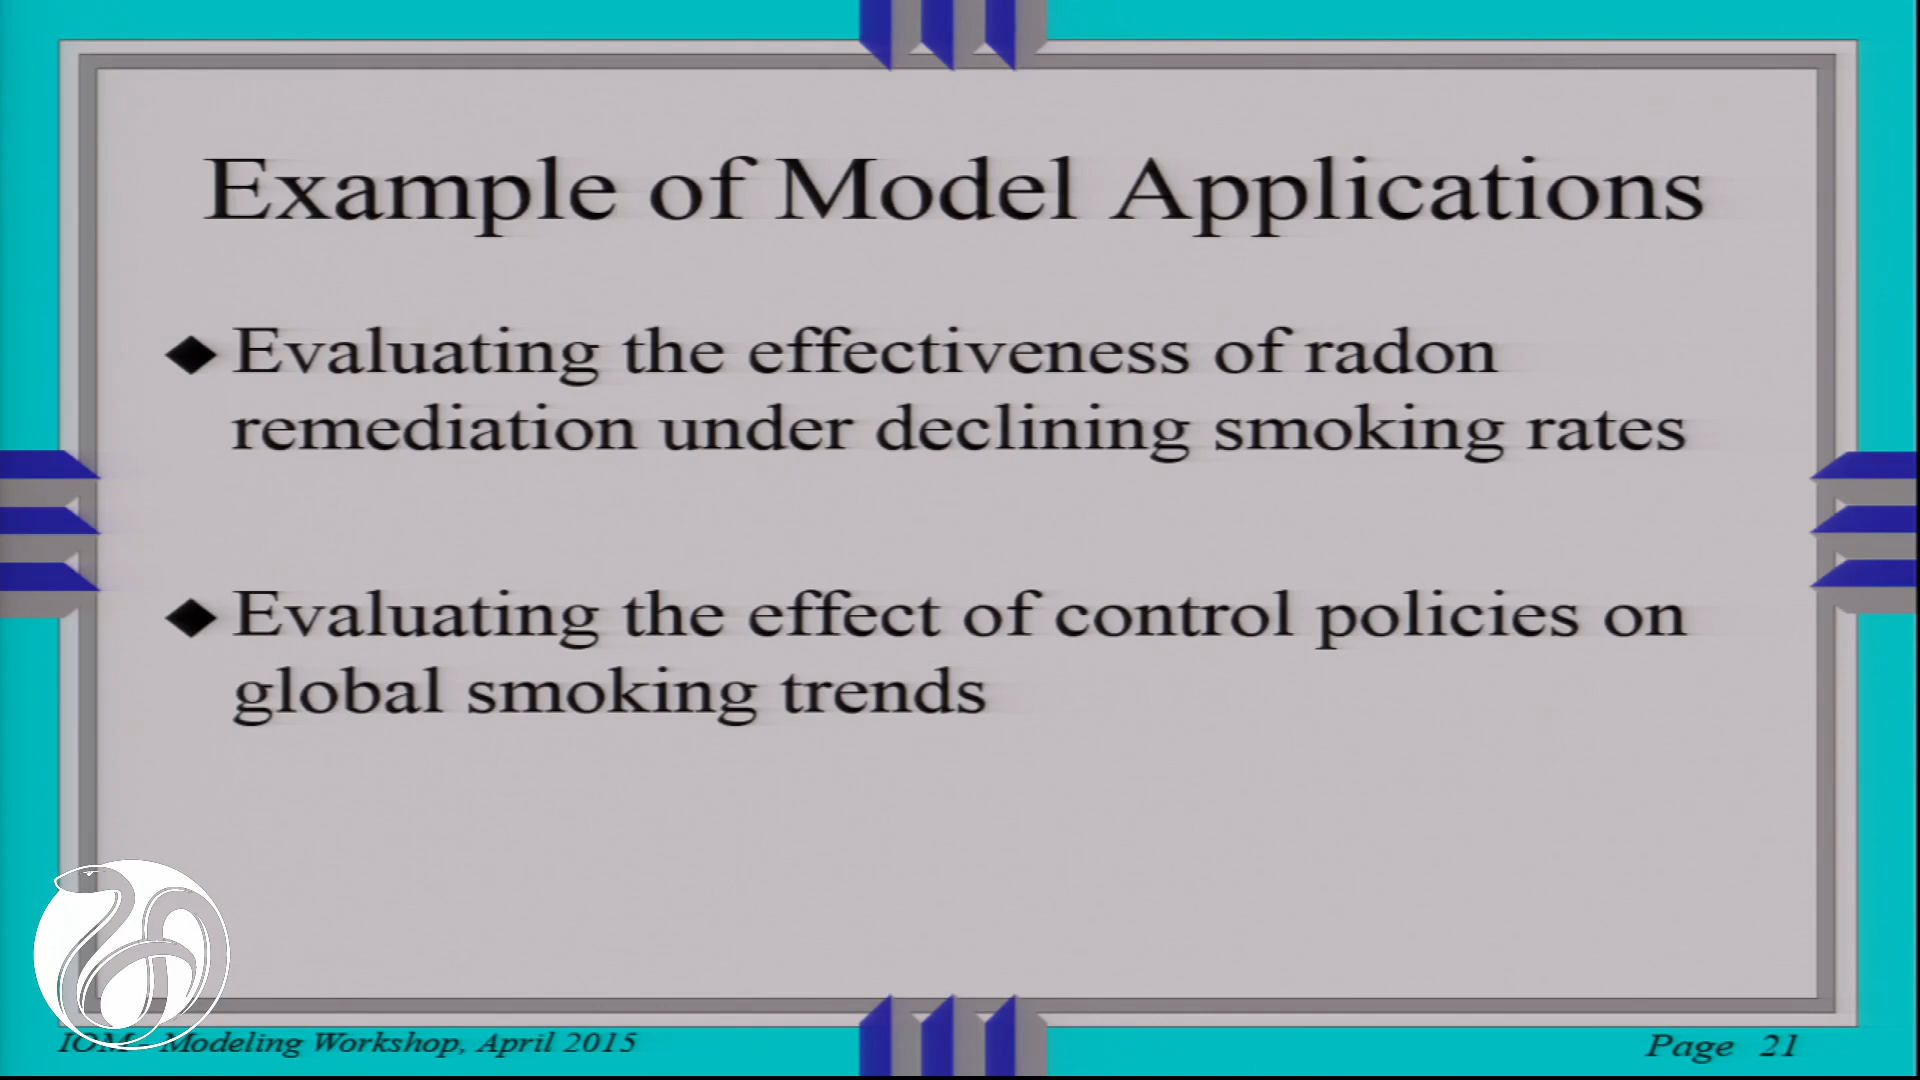 Example of Model Applications
Evaluating the effectiveness of radon
remediation under declining smoking rates
Evaluating the effect of control policies on
global smoking trends
IOM - Modeling Workshop, April 2015
Page 21